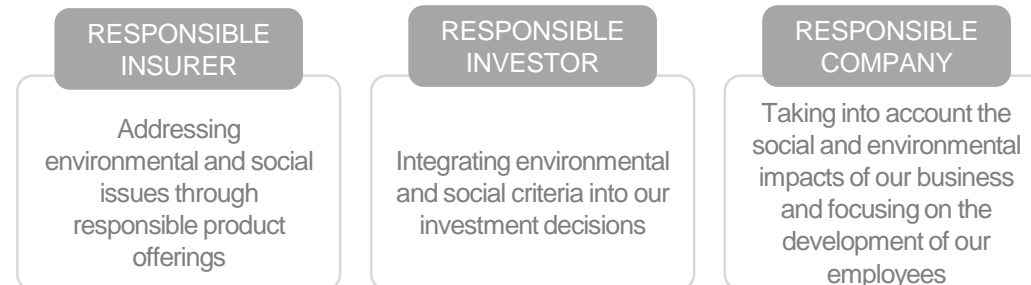 RESPONSIBLE
INSURER
Addressing
environmental and social
issues through
responsible product
offerings
RESPONSIBLE
INVESTOR
Integrating environmental
and social criteria into our
investment decisions
RESPONSIBLE
COMPANY
Taking into account the
social and environmental
impacts of our business
and focusing on the
development of our
employees